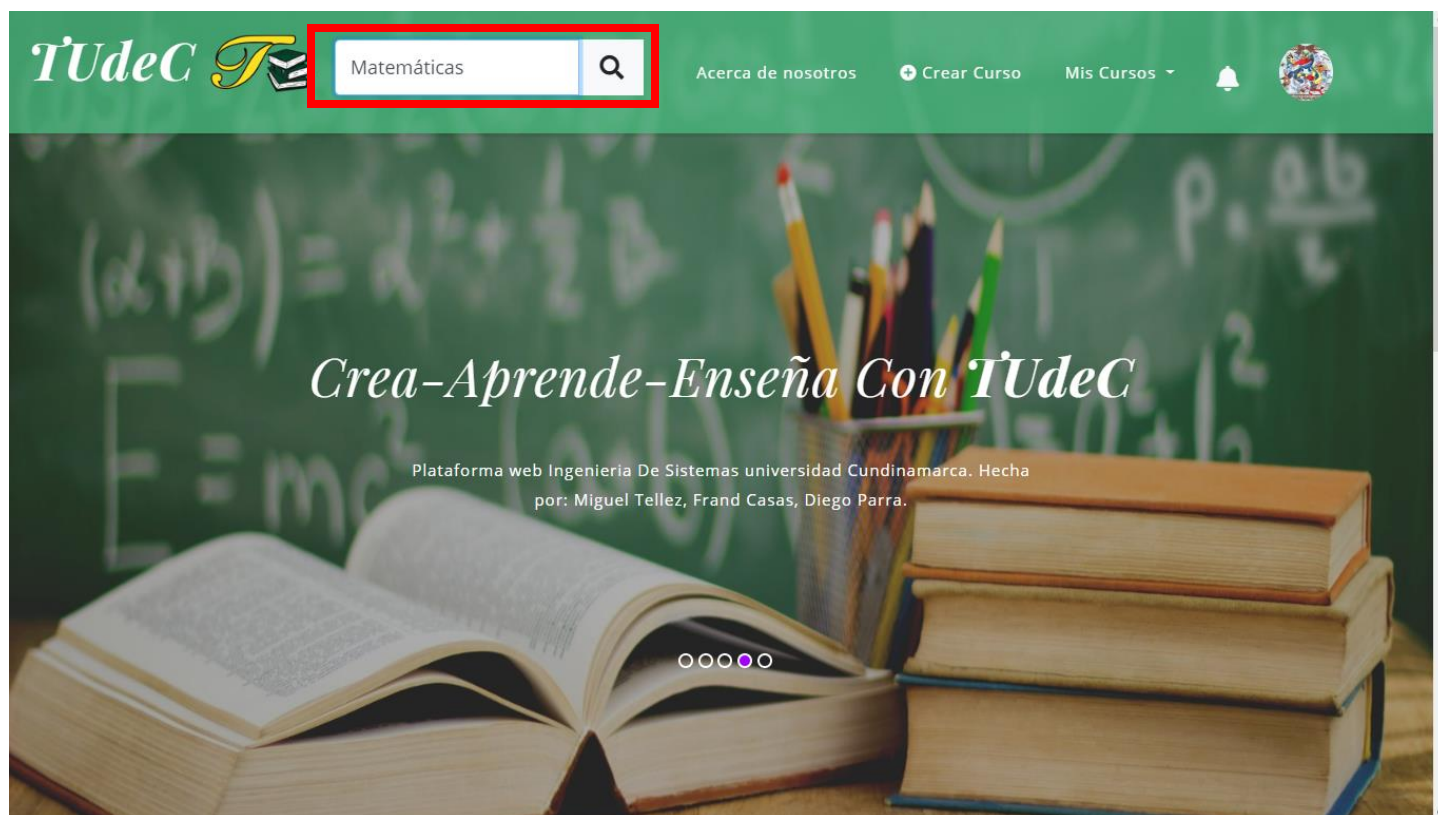 TUdeC
Matemáticas
Acerca de nosotros
Crear Curso
Mis Cursos
Crea-Aprende-Enseña Con TUdeC
Plataforma web Ingenieria De Sistemas universidad Cundinamarca. Hecha
por: Miguel Tellez, Frand Casas, Diego Parra.